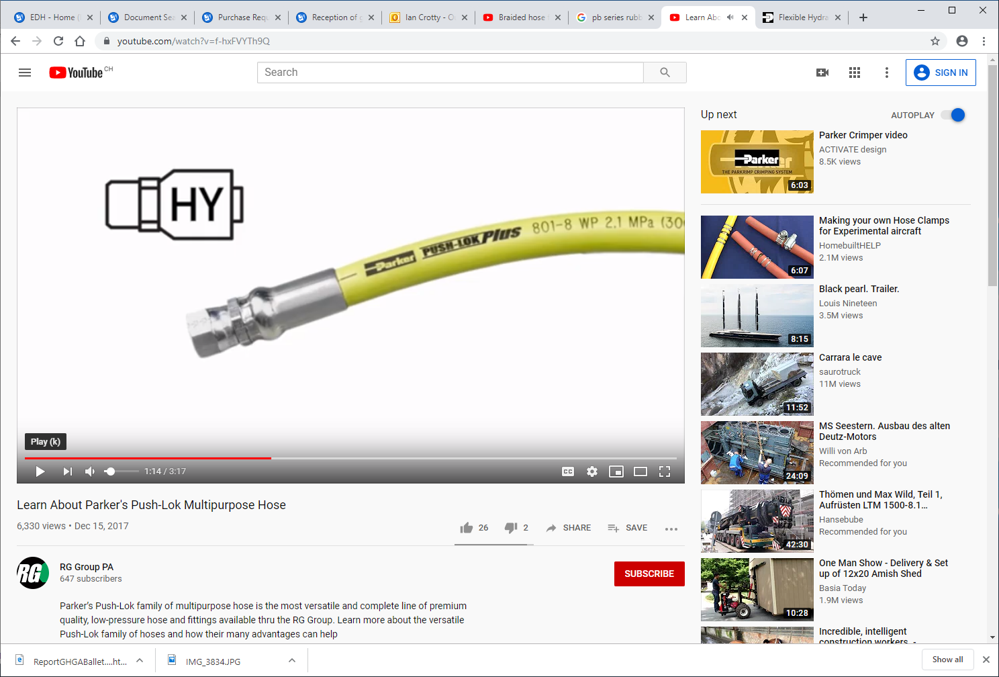 EDH - Home (
Document Sea
Purchase Requ
Reception of g
Ian Crotty - O
Braided hose
pb series rubb
Learn Abo
Flexible Hydra
youtube.com/watch?v=f-hxFVYTh9Q
YouTube CH
Search
SIGN IN
HY
Parker PUSH-LOK Plus 801-8 WP 2.1 MPa (300
Play (k)
1:14 / 3:17
CC
Learn About Parker's Push-Lok Multipurpose Hose
6,330 views • Dec 15, 2017
26
2
SHARE
SAVE
RG
RG Group PA
647 subscribers
SUBSCRIBE
Parker's Push-Lok family of multipurpose hose is the most versatile and complete line of premium
quality, low-pressure hose and fittings available thru the RG Group. Learn more about the versatile
Push-Lok family of hoses and how their many advantages can help
Up next
AUTOPLAY
Parker
THE PARKRIMP CRIMPING SYSTEM
6:03
Parker Crimper video
ACTIVATE design
8.5K views
6:07
Making your own Hose Clamps
for Experimental aircraft
HomebuiltHELP
2.1M views
8:15
Black pearl. Trailer.
Louis Nineteen
3.5M views
11:52
Carrara le cave
saurotruck
11M views
24:09
MS Seestern. Ausbau des alten
Deutz-Motors
Willi von Arb
Recommended for you
42:30
Thömen und Max Wild, Teil 1,
Aufrüsten LTM 1500-8.1...
Hansebube
Recommended for you
10:28
One Man Show - Delivery & Set
up of 12x20 Amish Shed
Basia Today
1.9M views
Incredible, intelligent
construction workers. -
ReportGHGABallet....ht...
IMG_3834.JPG
Show all